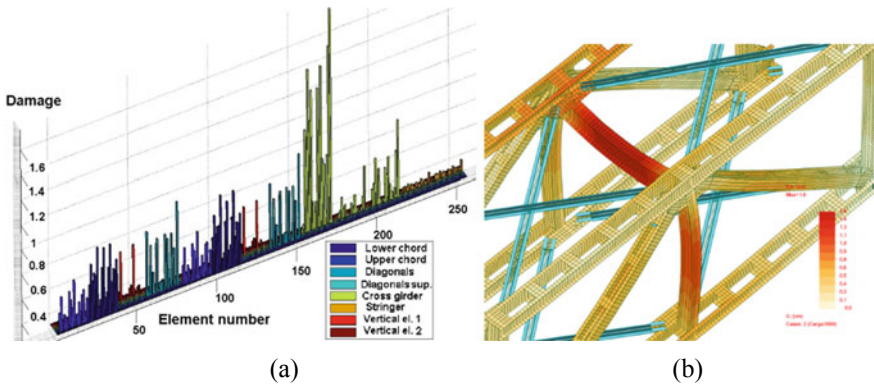 Damage
1.6
1.4
1.2
1
0.8
0.6
0.4
50
100
150
200
250
Element number
Lower chord
Upper chord
Diagonals
Diagonals sup.
Cross girder
Stringer
Vertical el. 1
Vertical el. 2
(a)
(b)